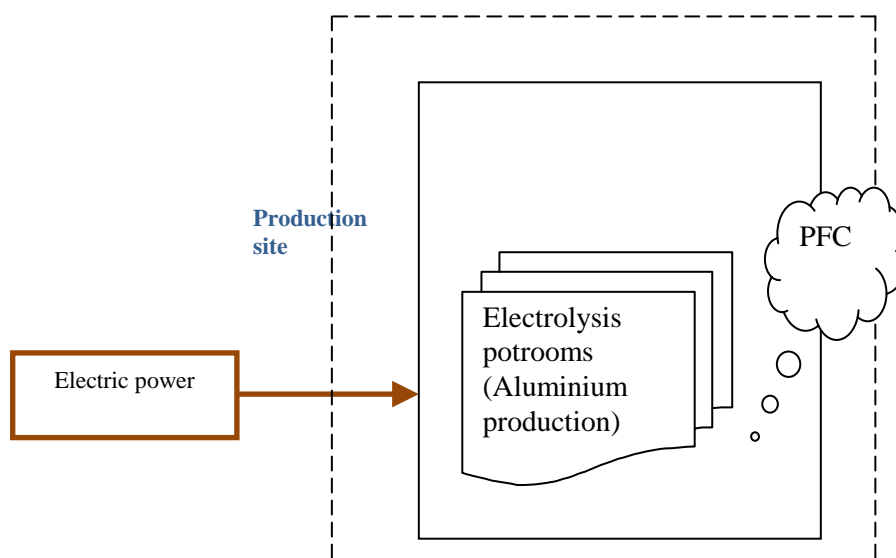 Production
site
PFC
Electrolysis
potrooms
(Aluminium
production)
Electric power